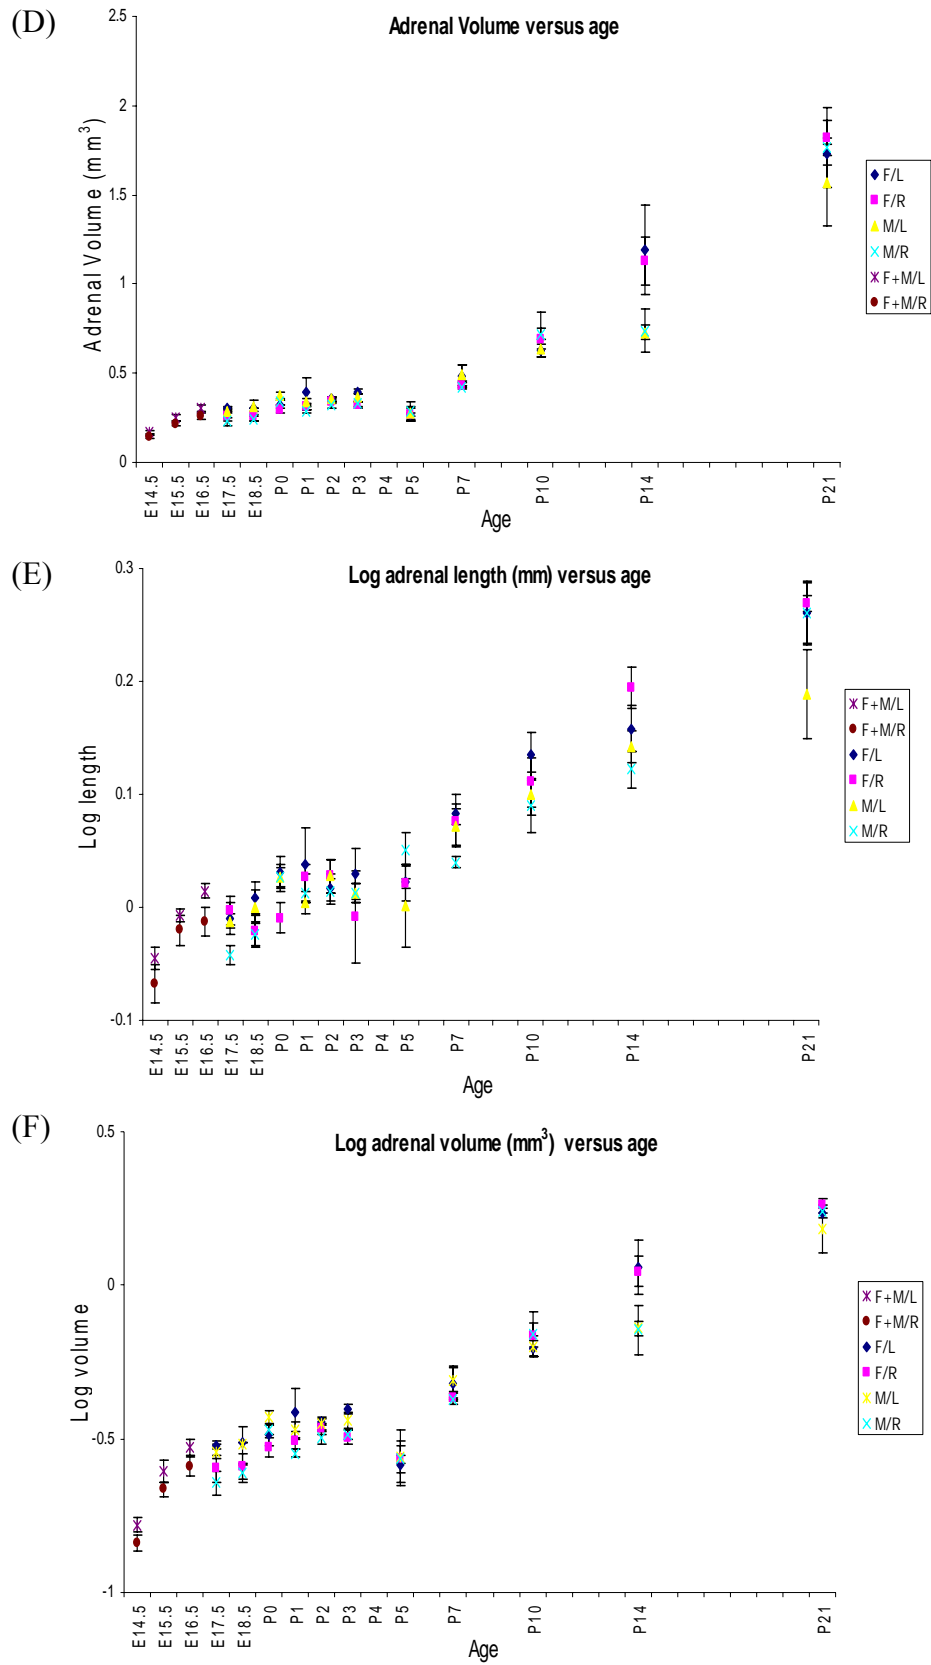 (D)
Adrenal Volume versus age
2.5
2
1.5
1
0.5
0
Adrenal Volume (mm³)
F/L
F/R
M/L
M/R
F+M/L
F+M/R
E14.5 E15.5 E16.5 E17.5 E18.5 P0 P1 P2 P3 P4 P5 P7 P10 P14 P21
Age
(E)
Log adrenal length (mm) versus age
0.3
0.2
0.1
0
-0.1
Log length
F+M/L
F+M/R
F/L
F/R
M/L
M/R
E14.5 E15.5 E16.5 E17.5 E18.5 P0 P1 P2 P3 P4 P5 P7 P10 P14 P21
Age
(F)
Log adrenal volume (mm³) versus age
0.5
0
-0.5
-1
Log volume
F+M/L
F+M/R
F/L
F/R
M/L
M/R
E14.5 E15.5 E16.5 E17.5 E18.5 P0 P1 P2 P3 P4 P5 P7 P10 P14 P21
Age